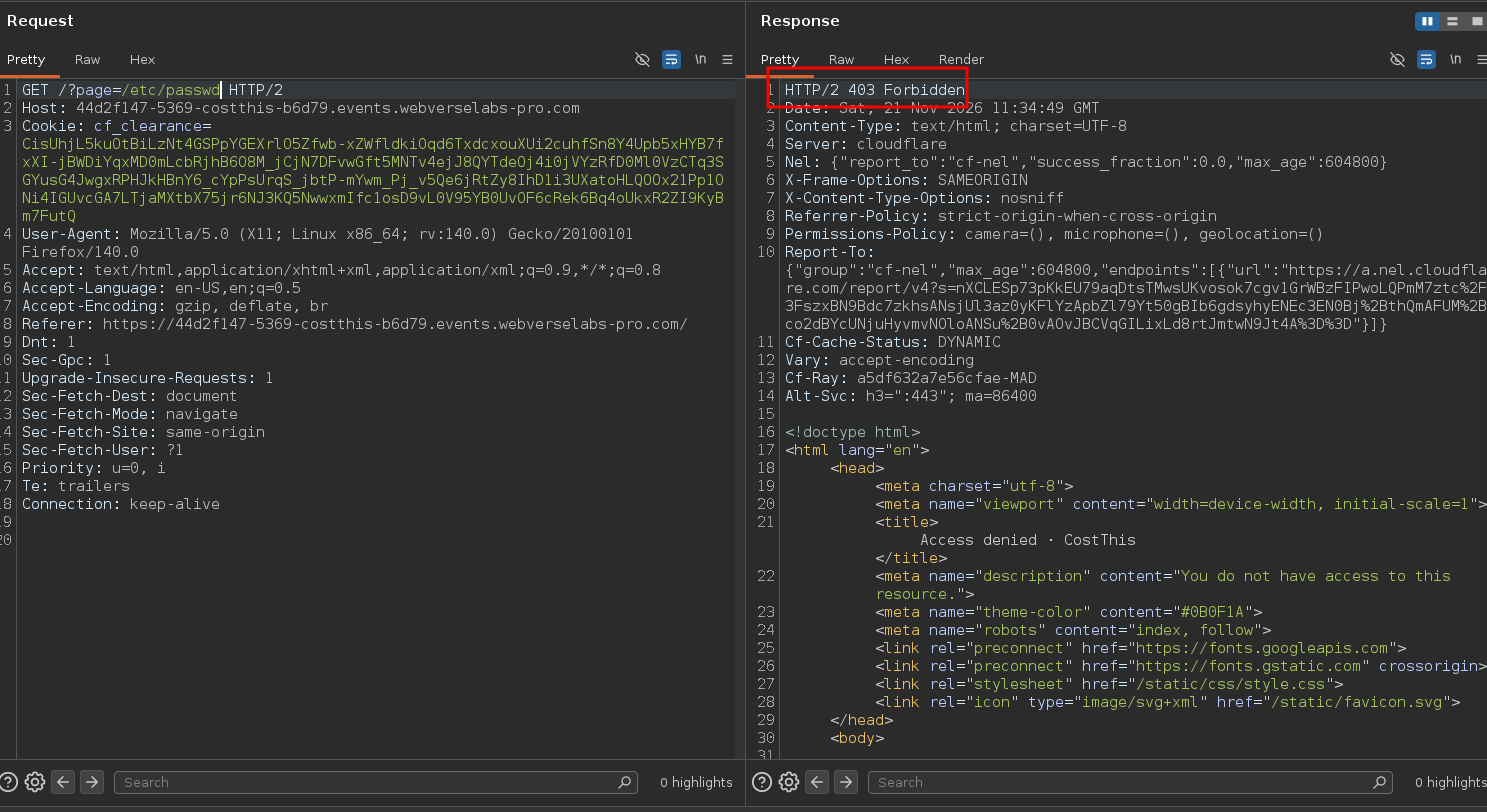 Request
Pretty Raw Hex \n
1 GET /?page=/etc/passwd HTTP/2
2 Host: 44d2f147-5369-costthis-b6d79.events.webverselabs-pro.com
3 Cookie: cf_clearance=
CisUhjL5kuOtBiLzNt4GSPpYGEXrlO5Zfwb-xZWfldkiOqd6TxdcxouXUi2cuhfSn8Y4Upb5xHYB7f
xXI-jBWDiYqxMD0mLcbRjhB6O8M_jCjN7DFvwGft5MNTv4ejJ8QYTdeOj4i0jVYzRfD0Ml0VzCTq3S
GYusG4JwgxRPHJkHBnY6_cYpPsUrqS_jbtP-mYwm_Pj_v5Qe6jRtZy8IhD1i3UXatoHLQOOx21Pp1O
Ni4IGUvcGA7LTjaMXtbX75jr6NJ3KQ5NwwxmIfc1osD9vL0V95YB0UvOF6cRek6Bq4oUkxR2ZI9KyB
m7FutQ
4 User-Agent: Mozilla/5.0 (X11; Linux x86_64; rv:140.0) Gecko/20100101
Firefox/140.0
5 Accept: text/html,application/xhtml+xml,application/xml;q=0.9,*/*;q=0.8
6 Accept-Language: en-US,en;q=0.5
7 Accept-Encoding: gzip, deflate, br
8 Referer: https://44d2f147-5369-costthis-b6d79.events.webverselabs-pro.com/
9 Dnt: 1
0 Sec-Gpc: 1
1 Upgrade-Insecure-Requests: 1
2 Sec-Fetch-Dest: document
3 Sec-Fetch-Mode: navigate
4 Sec-Fetch-Site: same-origin
5 Sec-Fetch-User: ?1
6 Priority: u=0, i
7 Te: trailers
8 Connection: keep-alive
9
20
Search 0 highlights
Response
Pretty Raw Hex Render \n
1 HTTP/2 403 Forbidden
2 Date: Sat, 21 Nov 2026 11:34:49 GMT
3 Content-Type: text/html; charset=UTF-8
4 Server: cloudflare
5 Nel: {"report_to":"cf-nel","success_fraction":0.0,"max_age":604800}
6 X-Frame-Options: SAMEORIGIN
7 X-Content-Type-Options: nosniff
8 Referrer-Policy: strict-origin-when-cross-origin
9 Permissions-Policy: camera=(), microphone=(), geolocation=()
10 Report-To:
{"group":"cf-nel","max_age":604800,"endpoints":[{"url":"https://a.nel.cloudfla
re.com/report/v4?s=nXCLESp73pKkEU79aqDtsTMwsUKvosok7cgv1GrWBzFIPwoLQPmM7ztc%2F
3FszxBN9Bdc7zkhsANsjUl3az0yKFlYzApbZl79Yt50gBIb6gdsyhyENEc3EN0Bj%2BthQmAFUM%2B
co2dBYcUNjuHyvmvNOloANSu%2B0vAOvJBCVqGILixLd8rtJmtwN9Jt4A%3D%3D"}]}
11 Cf-Cache-Status: DYNAMIC
12 Vary: accept-encoding
13 Cf-Ray: a5df632a7e56cfae-MAD
14 Alt-Svc: h3=":443"; ma=86400
15
16 <!doctype html>
17 <html lang="en">
18 <head>
19 <meta charset="utf-8">
20 <meta name="viewport" content="width=device-width, initial-scale=1">
21 <title>
Access denied · CostThis
</title>
22 <meta name="description" content="You do not have access to this
resource.">
23 <meta name="theme-color" content="#0B0F1A">
24 <meta name="robots" content="index, follow">
25 <link rel="preconnect" href="https://fonts.googleapis.com">
26 <link rel="preconnect" href="https://fonts.gstatic.com" crossorigin>
27 <link rel="stylesheet" href="/static/css/style.css">
28 <link rel="icon" type="image/svg+xml" href="/static/favicon.svg">
29 </head>
30 <body>
31
Search 0 highlights